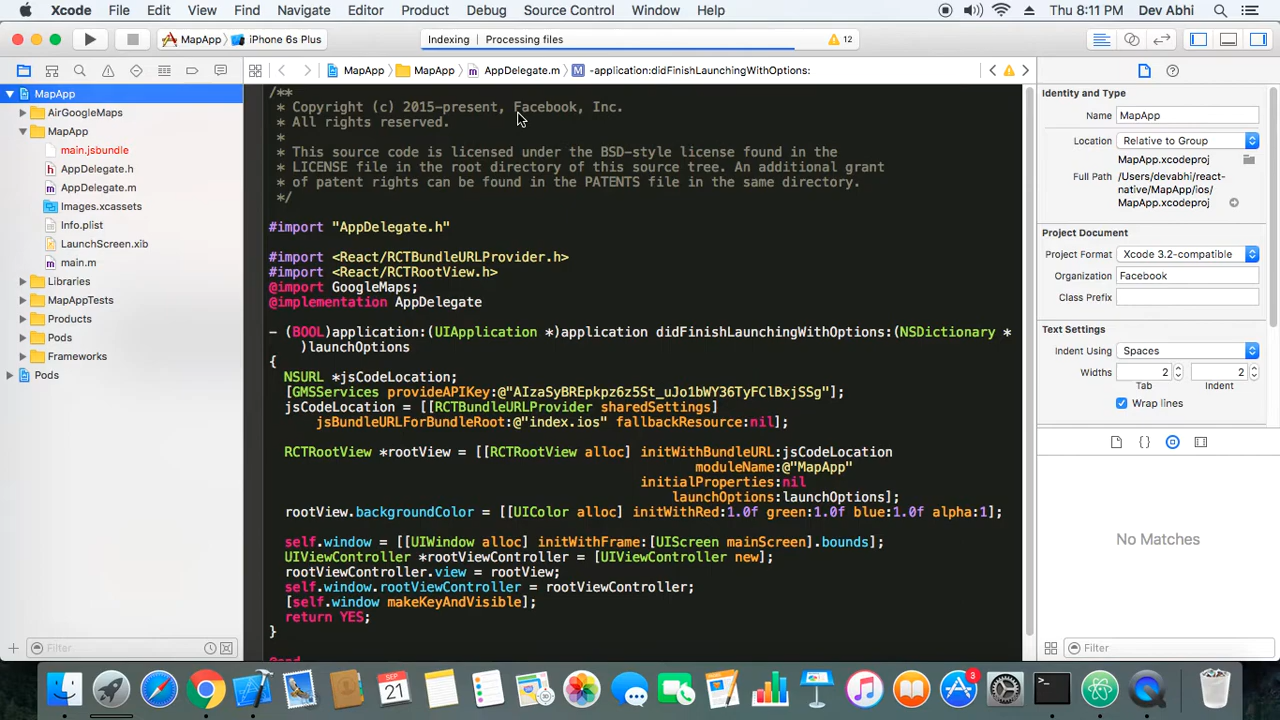 Xcode File Edit View Find Navigate Editor Product Debug Source Control Window Help Thu 8:11 PM Dev Abhi
MapApp iPhone 6s Plus Indexing | Processing files 12
MapApp MapApp AppDelegate.m M -application:didFinishLaunchingWithOptions:
MapApp
AirGoogleMaps
MapApp
main.jsbundle
AppDelegate.h
AppDelegate.m
Images.xcassets
Info.plist
LaunchScreen.xib
main.m
Libraries
MapAppTests
Products
Pods
Frameworks
Pods
Filter
/**
* Copyright (c) 2015-present, Facebook, Inc.
* All rights reserved.
*
* This source code is licensed under the BSD-style license found in the
* LICENSE file in the root directory of this source tree. An additional grant
* of patent rights can be found in the PATENTS file in the same directory.
*/
#import "AppDelegate.h"
#import <React/RCTBundleURLProvider.h>
#import <React/RCTRootView.h>
@import GoogleMaps;
@implementation AppDelegate
- (BOOL)application:(UIApplication *)application didFinishLaunchingWithOptions:(NSDictionary *
)launchOptions
{
NSURL *jsCodeLocation;
[GMSServices provideAPIKey:@"AIzaSyBREpkpz6z5St_uJo1bWY36TyFClBxjSSg"];
jsCodeLocation = [[RCTBundleURLProvider sharedSettings]
jsBundleURLForBundleRoot:@"index.ios" fallbackResource:nil];
RCTRootView *rootView = [[RCTRootView alloc] initWithBundleURL:jsCodeLocation
moduleName:@"MapApp"
initialProperties:nil
launchOptions:launchOptions];
rootView.backgroundColor = [[UIColor alloc] initWithRed:1.0f green:1.0f blue:1.0f alpha:1];
self.window = [[UIWindow alloc] initWithFrame:[UIScreen mainScreen].bounds];
UIViewController *rootViewController = [UIViewController new];
rootViewController.view = rootView;
self.window.rootViewController = rootViewController;
[self.window makeKeyAndVisible];
return YES;
}
@end
Identity and Type
Name MapApp
Location Relative to Group
MapApp.xcodeproj
Full Path /Users/devabhi/react-
native/MapApp/ios/
MapApp.xcodeproj
Project Document
Project Format Xcode 3.2-compatible
Organization Facebook
Class Prefix
Text Settings
Indent Using Spaces
Widths 2 2
Tab Indent
Wrap lines
{}
No Matches
Filter
SEP
21
3